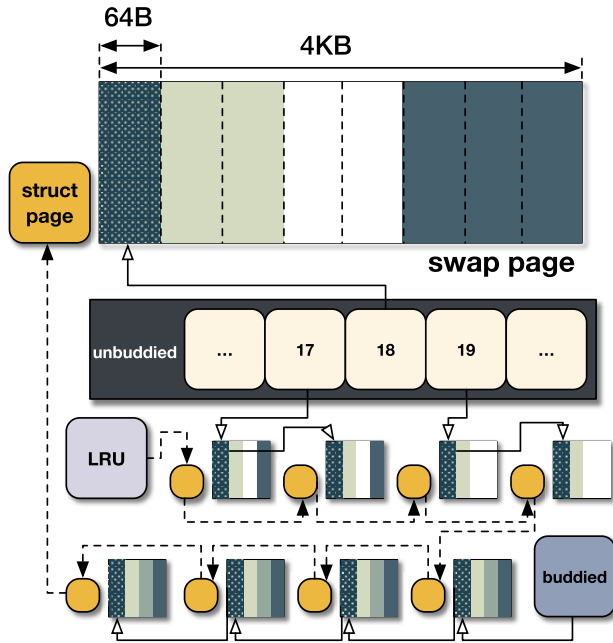 64B
4KB
struct
page
swap page
unbuddied
...
17
18
19
...
LRU
buddied